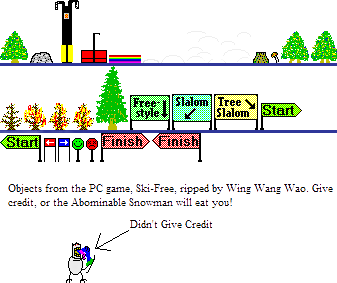 Free-
style
Slalom
Tree
Slalom
Start
Start
Finish
Finish
Objects from the PC game, Ski-Free, ripped by Wing Wang Wao. Give
credit, or the Abominable Snowman will eat you!
Didn't Give Credit